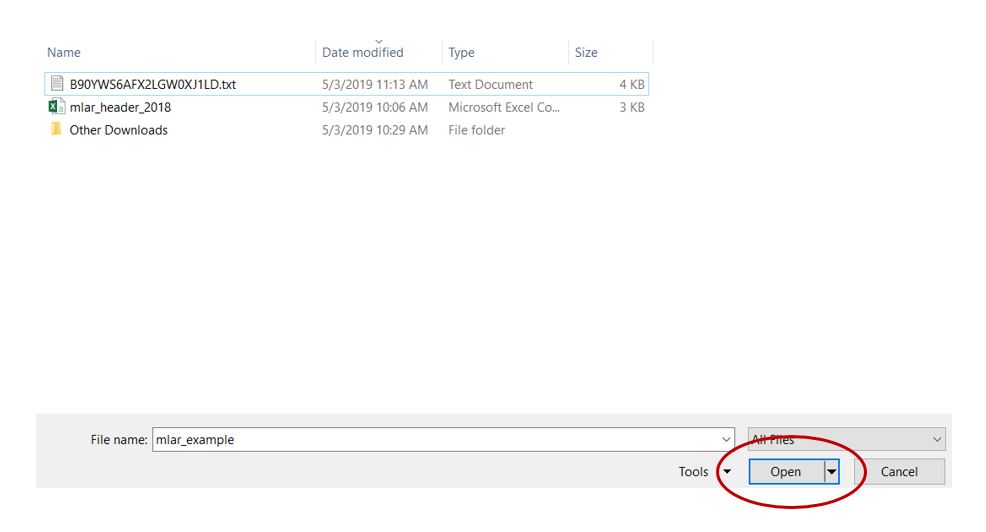 Name Date modified Type Size
B90YWS6AFX2LGW0XJ1LD.txt 5/3/2019 11:13 AM Text Document 4 KB
mlar_header_2018 5/3/2019 10:06 AM Microsoft Excel Co... 3 KB
Other Downloads 5/3/2019 10:29 AM File folder
File name: mlar_example All Files
Tools Open Cancel